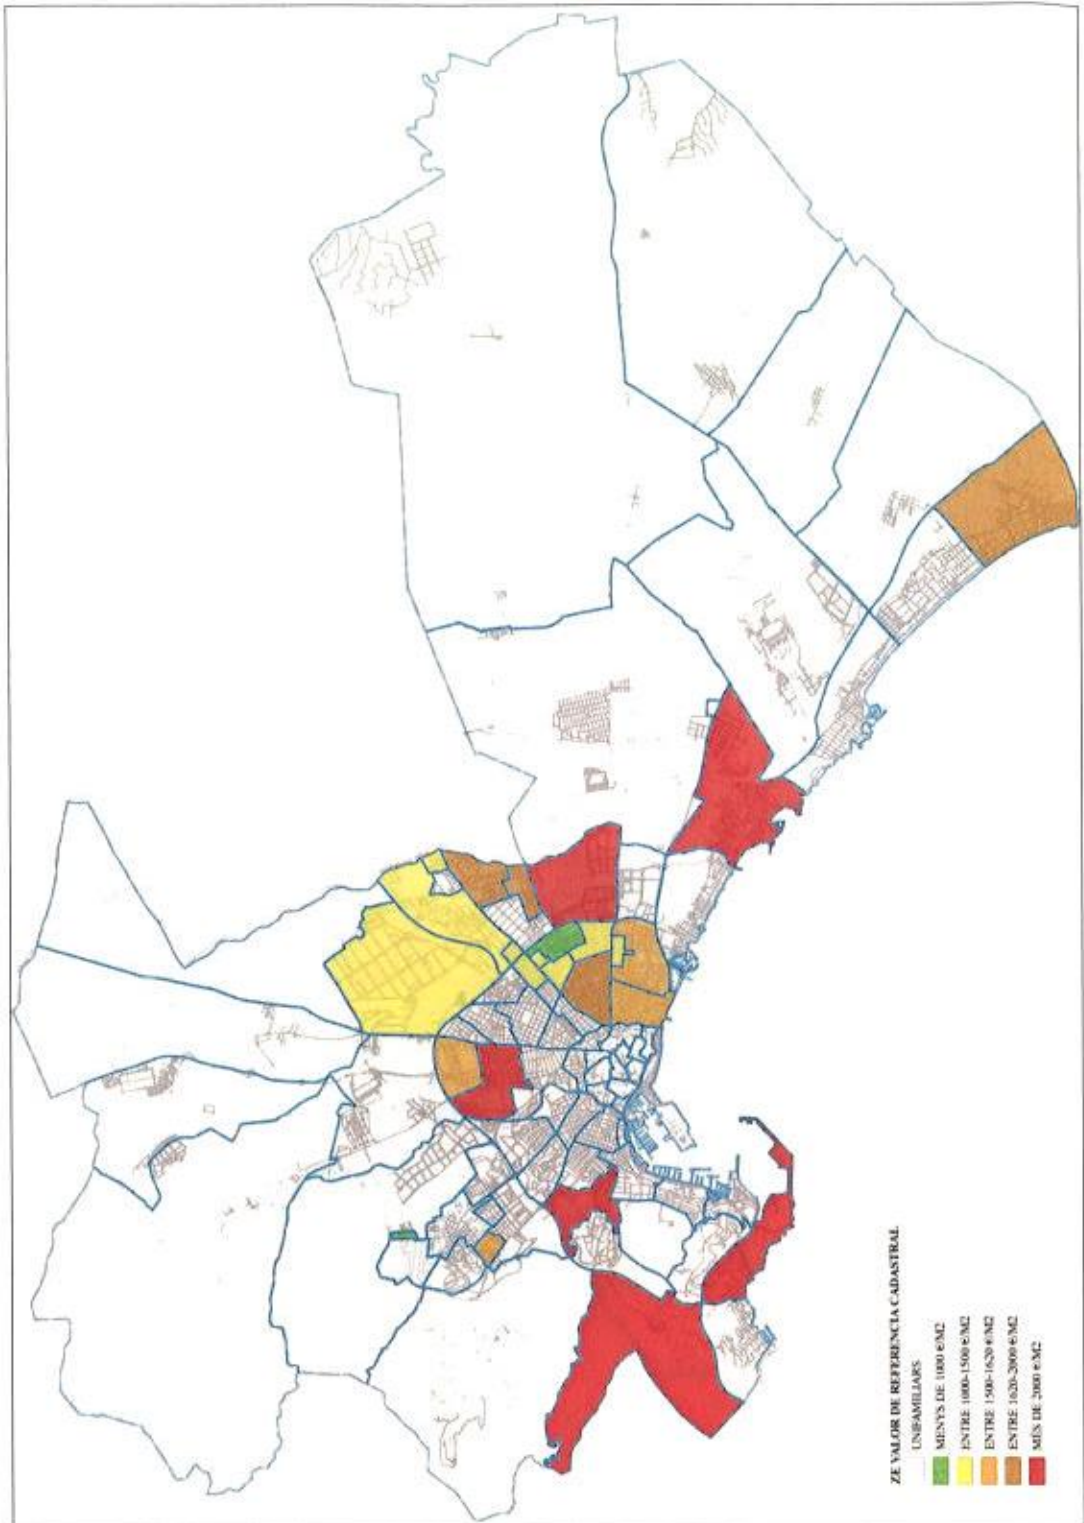 ZE VALOR DE REFERENCIA CADASTRAL
UNIFAMILIARS
MENYS DE 1000 €/M2
ENTRE 1000-1500 €/M2
ENTRE 1500-1620 €/M2
ENTRE 1620-2000 €/M2
MÉS DE 2000 €/M2